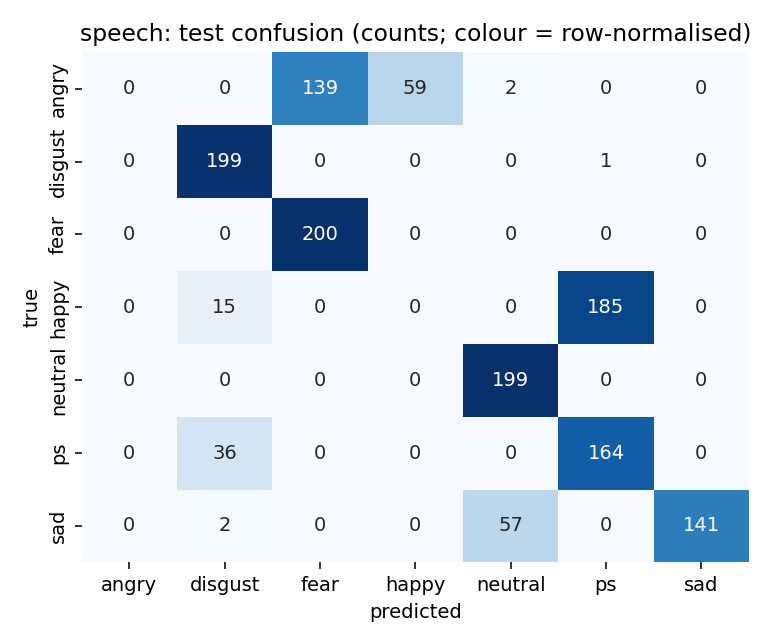 speech: test confusion (counts; colour = row-normalised)
true
angry 0 0 139 59 2 0 0
disgust 0 199 0 0 0 1 0
fear 0 0 200 0 0 0 0
happy 0 15 0 0 0 185 0
neutral 0 0 0 0 199 0 0
ps 0 36 0 0 0 164 0
sad 0 2 0 0 57 0 141
angry disgust fear happy neutral ps sad
predicted